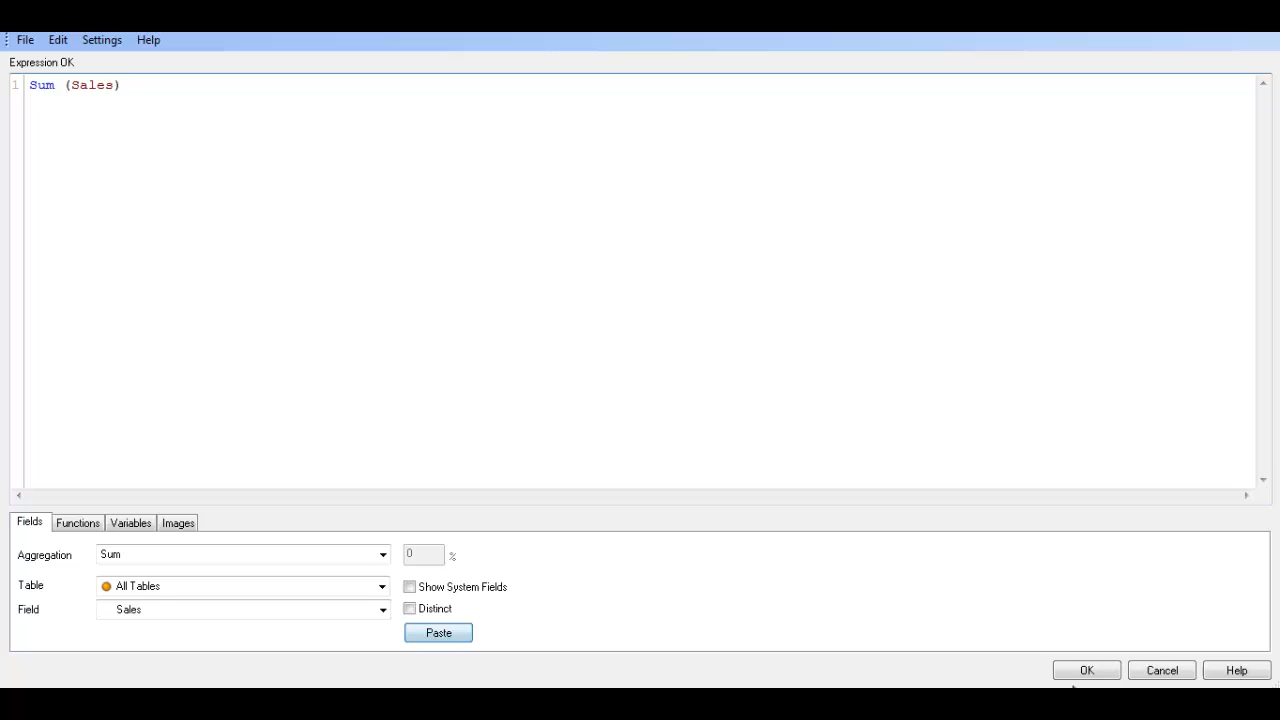 File Edit Settings Help
Expression OK
1 Sum (Sales)
Fields Functions Variables Images
Aggregation Sum 0 %
Table All Tables Show System Fields
Field Sales Distinct
Paste
OK Cancel Help